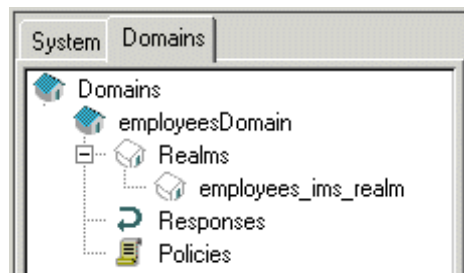 System Domains
Domains
employeesDomain
Realms
employees_ims_realm
Responses
Policies